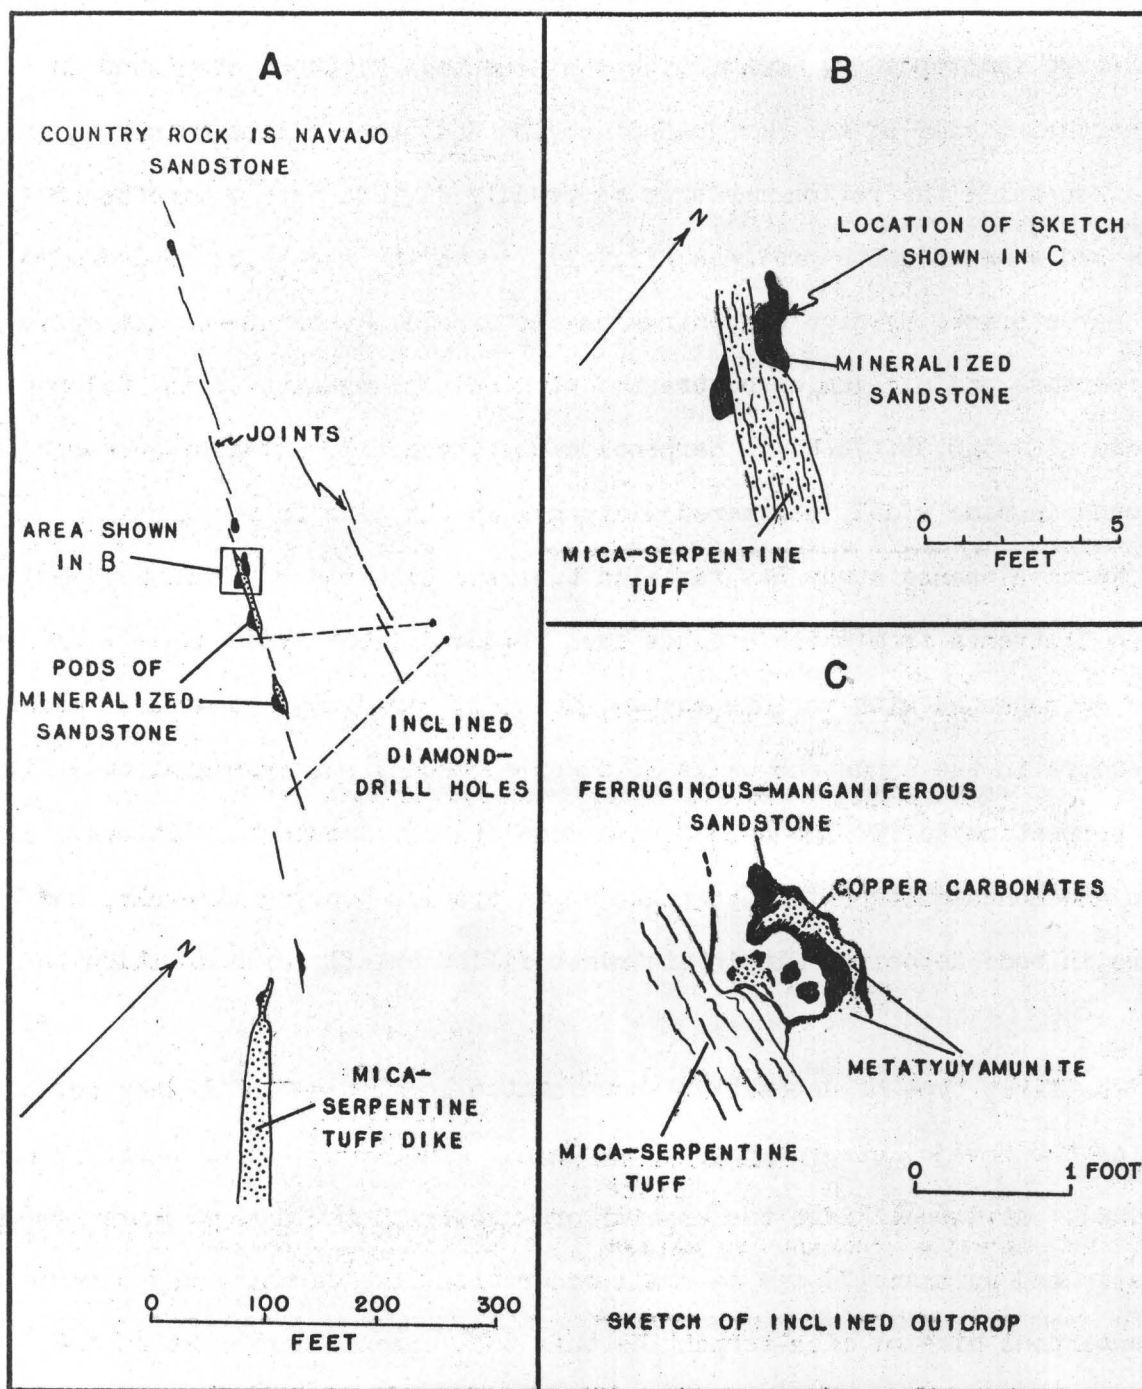 A
COUNTRY ROCK IS NAVAJO
SANDSTONE
N
JOINTS
AREA SHOWN
IN B
PODS OF
MINERALIZED
SANDSTONE
INCLINED
DIAMOND-
DRILL HOLES
N
MICA-
SERPENTINE
TUFF DIKE
0 100 200 300
FEET
B
N
LOCATION OF SKETCH
SHOWN IN C
MINERALIZED
SANDSTONE
MICA-SERPENTINE
TUFF
0 5
FEET
C
FERRUGINOUS-MANGANIFEROUS
SANDSTONE
COPPER CARBONATES
METATYUYAMUNITE
MICA-SERPENTINE
TUFF
0 1 FOOT
SKETCH OF INCLINED OUTCROP